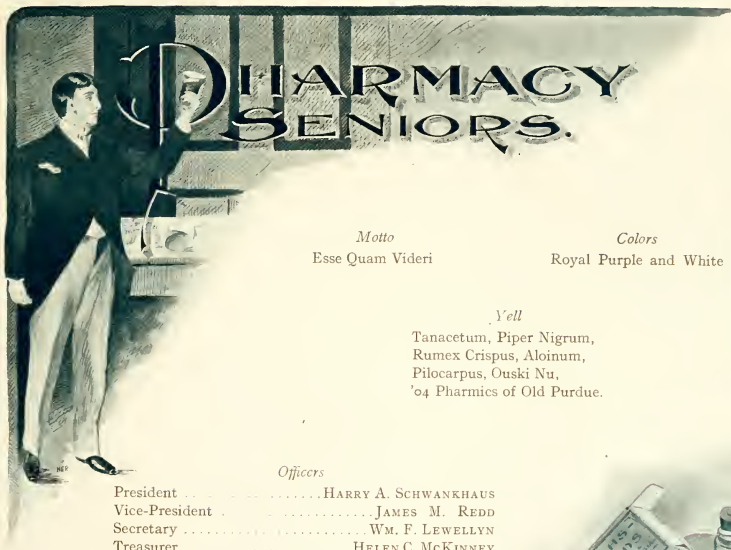 PHARMACY
SENIORS.
Motto
Esse Quam Videri
Colors
Royal Purple and White
Yell
Tanacetum, Piper Nigrum,
Rumex Crispus, Aloinum,
Pilocarpus, Ouski Nu,
'04 Pharmics of Old Purdue.
Officers
President . . . . . . . . . . HARRY A. SCHWANKHAUS
Vice-President . . . . . . . . . . JAMES M. REDD
Secretary . . . . . . . . . . WM. F. LEWELLYN
Treasurer HELEN C. MCKINNEY
HER